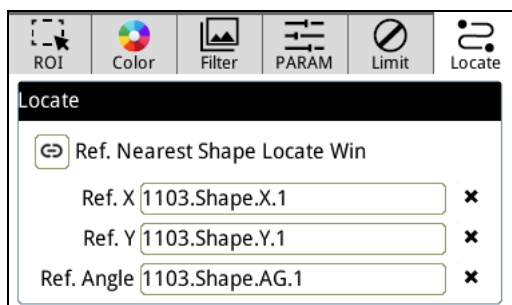 ROI Color Filter PARAM Limit Locate
Locate
Ref. Nearest Shape Locate Win
Ref. X 1103.Shape.X.1
Ref. Y 1103.Shape.Y.1
Ref. Angle 1103.Shape.AG.1